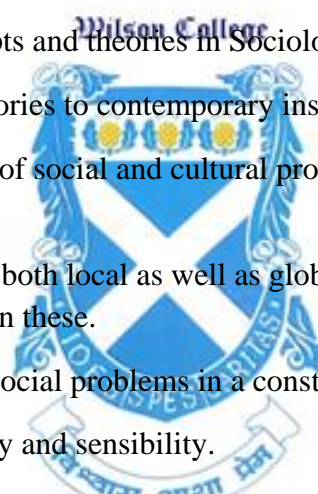 Wilson College
pts and theories in Sociolo
ories to contemporary ins
of social and cultural pro
both local as well as glob
n these.
ocial problems in a const
y and sensibility.